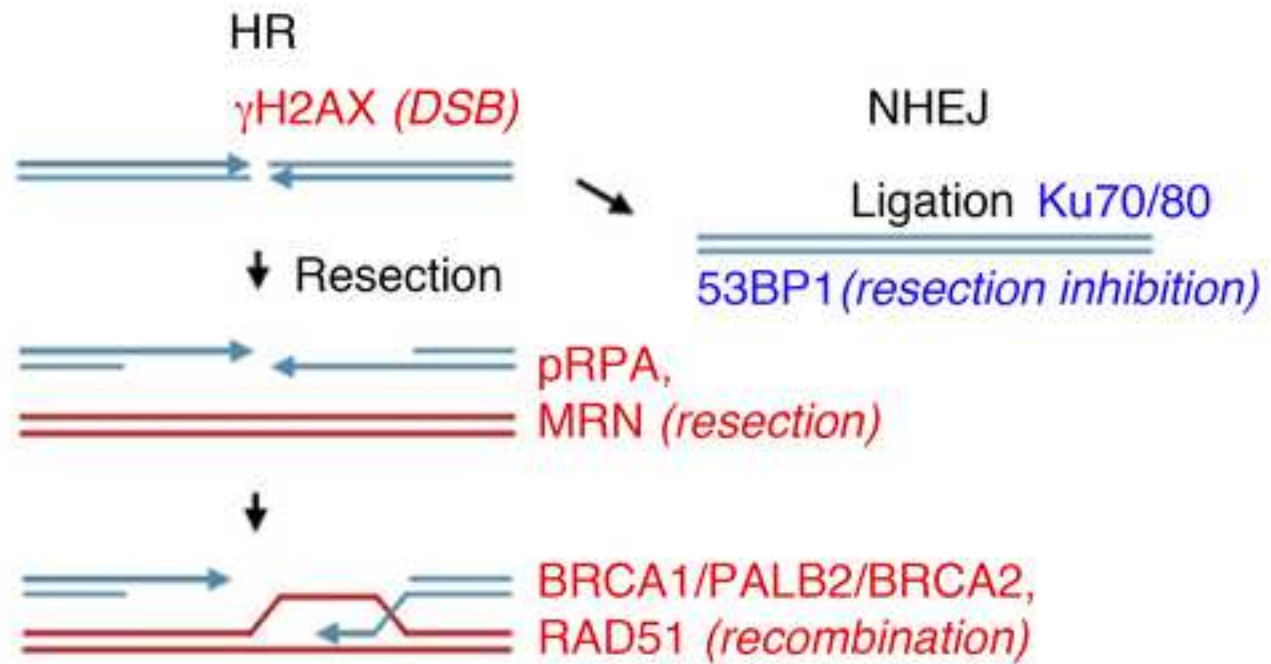 HR
γH2AX (DSB)
NHEJ
Ligation Ku70/80
53BP1(resection inhibition)
Resection
pRPA,
MRN (resection)
BRCA1/PALB2/BRCA2,
RAD51 (recombination)